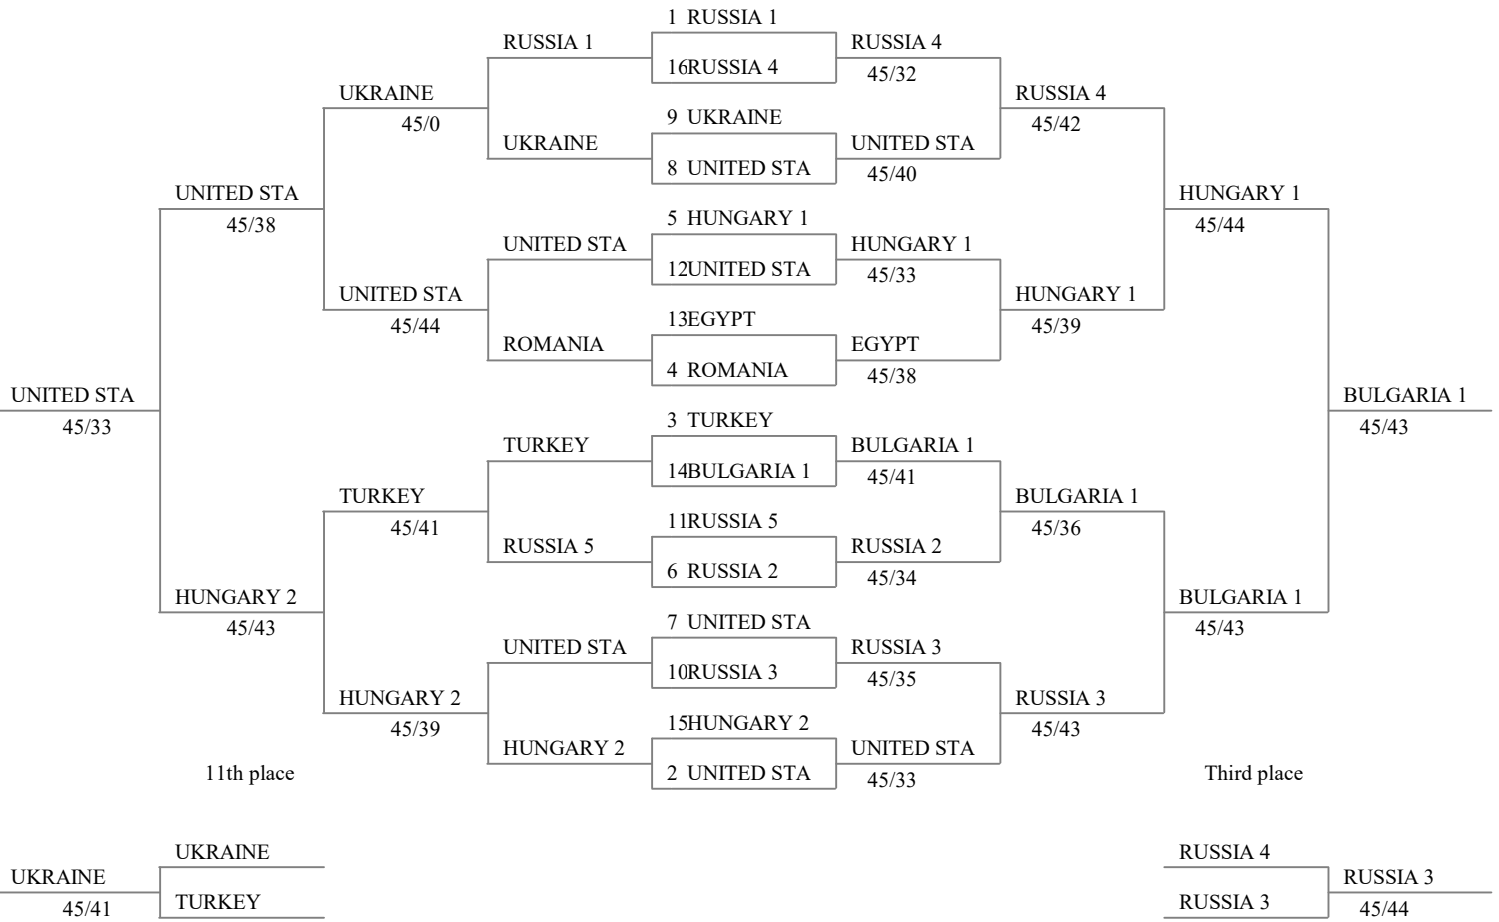 1 RUSSIA 1
RUSSIA 1
RUSSIA 4
16RUSSIA 4
45/32
UKRAINE
RUSSIA 4
9 UKRAINE
45/0
45/42
UKRAINE
UNITED STA
8 UNITED STA
45/40
UNITED STA
HUNGARY 1
5 HUNGARY 1
45/38
45/44
UNITED STA
HUNGARY 1
12UNITED STA
45/33
UNITED STA
HUNGARY 1
13EGYPT
45/44
45/39
ROMANIA
EGYPT
4 ROMANIA
45/38
UNITED STA
BULGARIA 1
3 TURKEY
45/33
45/43
TURKEY
BULGARIA 1
14BULGARIA 1
45/41
TURKEY
BULGARIA 1
11RUSSIA 5
45/41
45/36
RUSSIA 5
RUSSIA 2
6 RUSSIA 2
45/34
HUNGARY 2
BULGARIA 1
7 UNITED STA
45/43
45/43
UNITED STA
RUSSIA 3
10RUSSIA 3
45/35
HUNGARY 2
RUSSIA 3
15HUNGARY 2
45/39
45/43
HUNGARY 2
UNITED STA
11th place
2 UNITED STA
45/33
Third place
UKRAINE
RUSSIA 4
UKRAINE
RUSSIA 3
TURKEY
RUSSIA 3
45/41
45/44